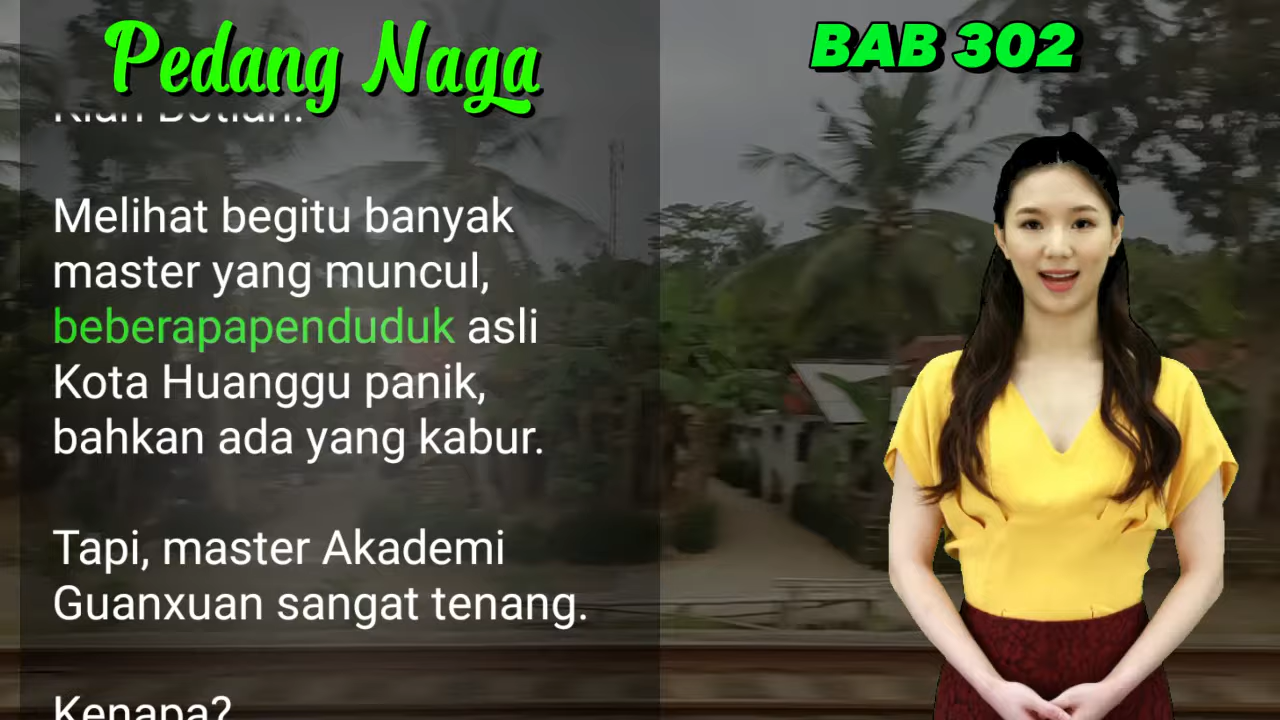 Pedang Naga
BAB 302
Melihat begitu banyak
master yang muncul,
beberapapenduduk asli
Kota Huanggu panik,
bahkan ada yang kabur.
Tapi, master Akademi
Guanxuan sangat tenang.
Kenapa?